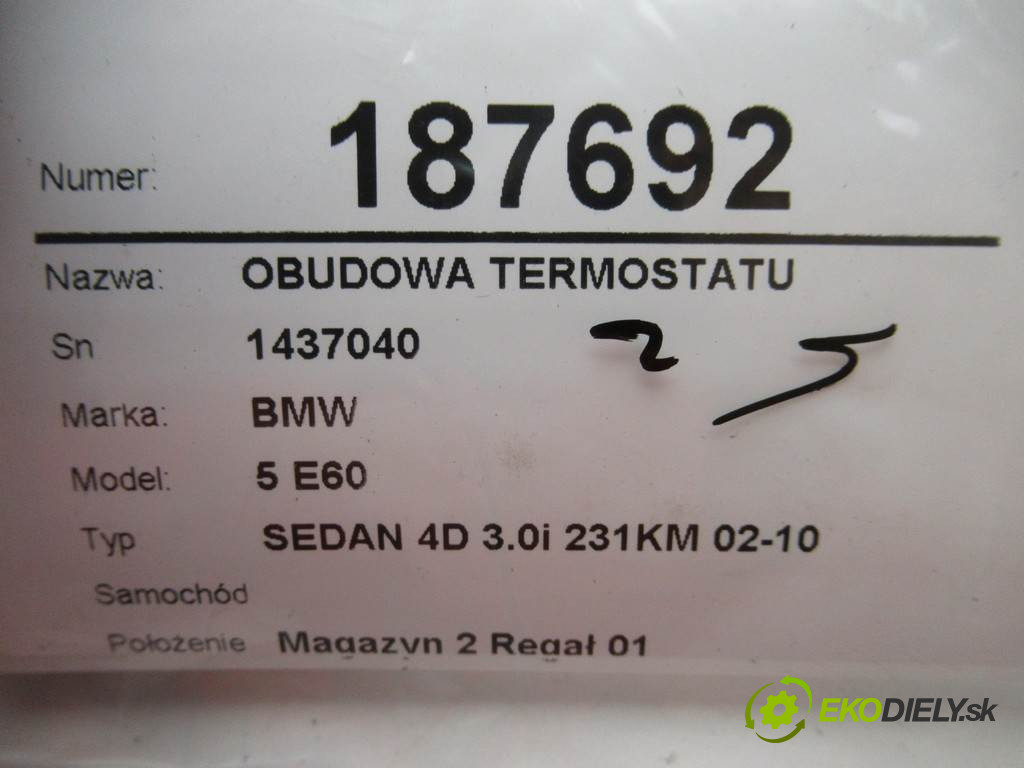 Numer: 187692
Nazwa: OBUDOWA TERMOSTATU
Sn 1437040 2 5
Marka: BMW
Model: 5 E60
Typ SEDAN 4D 3.0i 231KM 02-10
Samochód
Położenie Magazyn 2 Regał 01
EKODIELY.sk